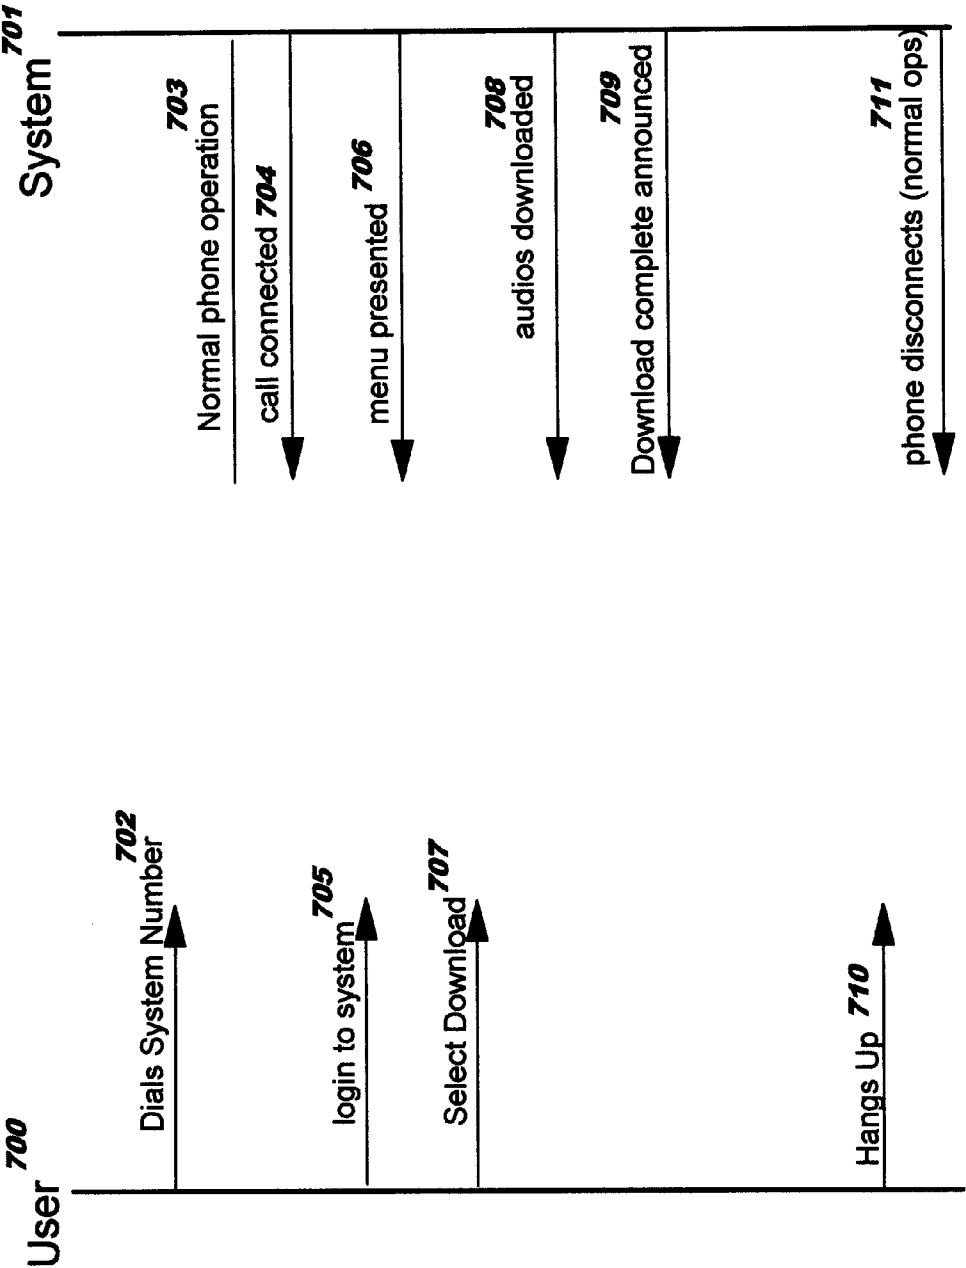 User 700
System 701
Dials System Number 702
Normal phone operation 703
call connected 704
login to system 705
menu presented 706
Select Download 707
audios downloaded 708
Download complete announced 709
Hangs Up 710
phone disconnects (normal ops) 711